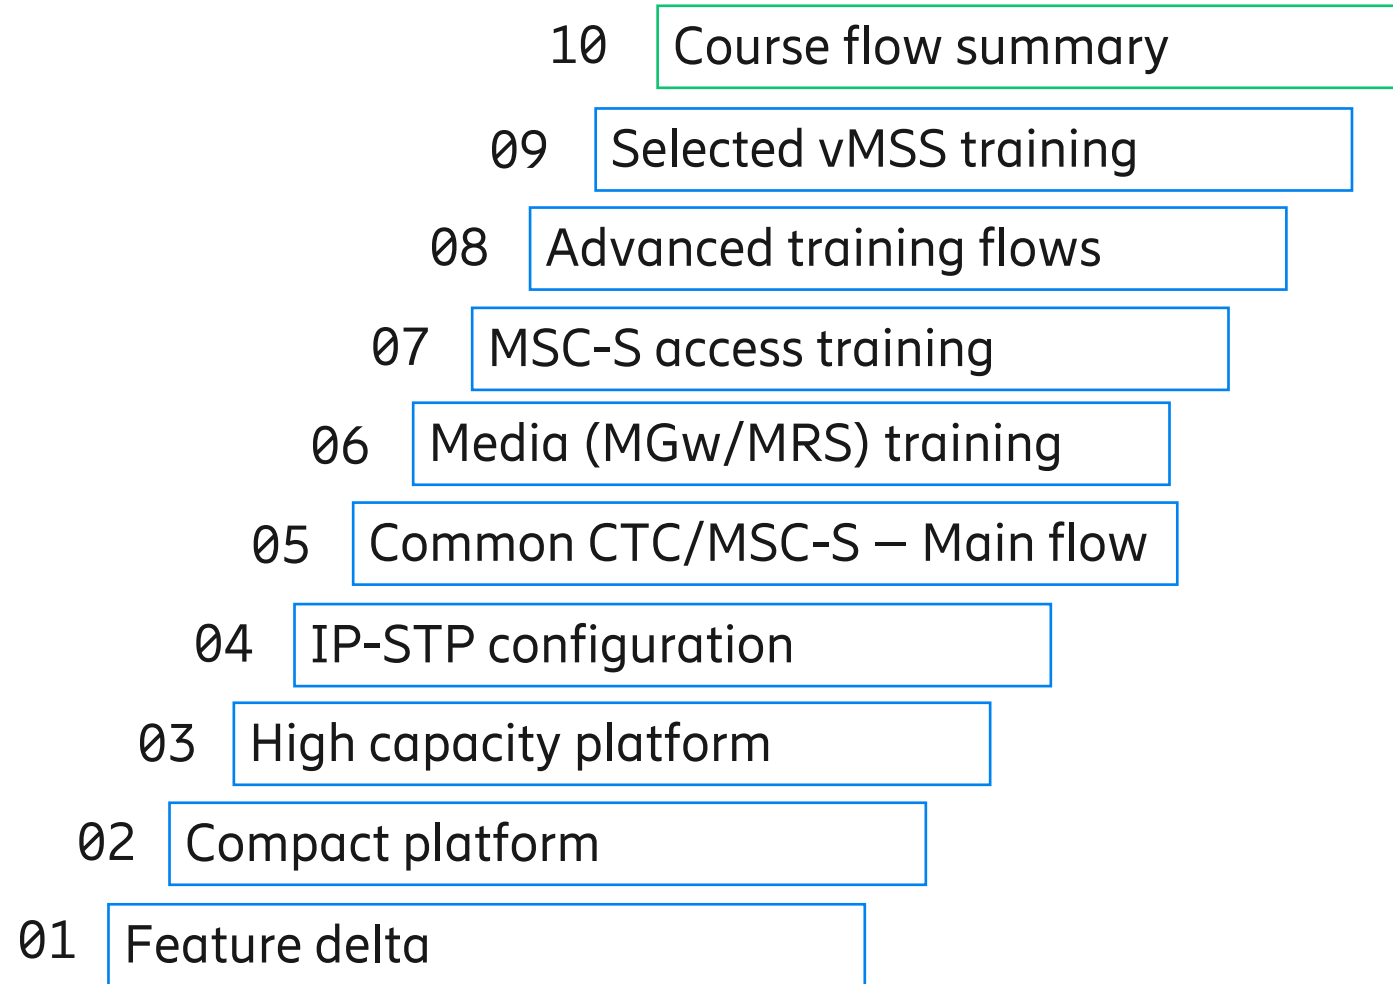 10 Course flow summary
09 Selected vMSS training
08 Advanced training flows
07 MSC-S access training
06 Media (MGw/MRS) training
05 Common CTC/MSC-S – Main flow
04 IP-STP configuration
03 High capacity platform
02 Compact platform
01 Feature delta